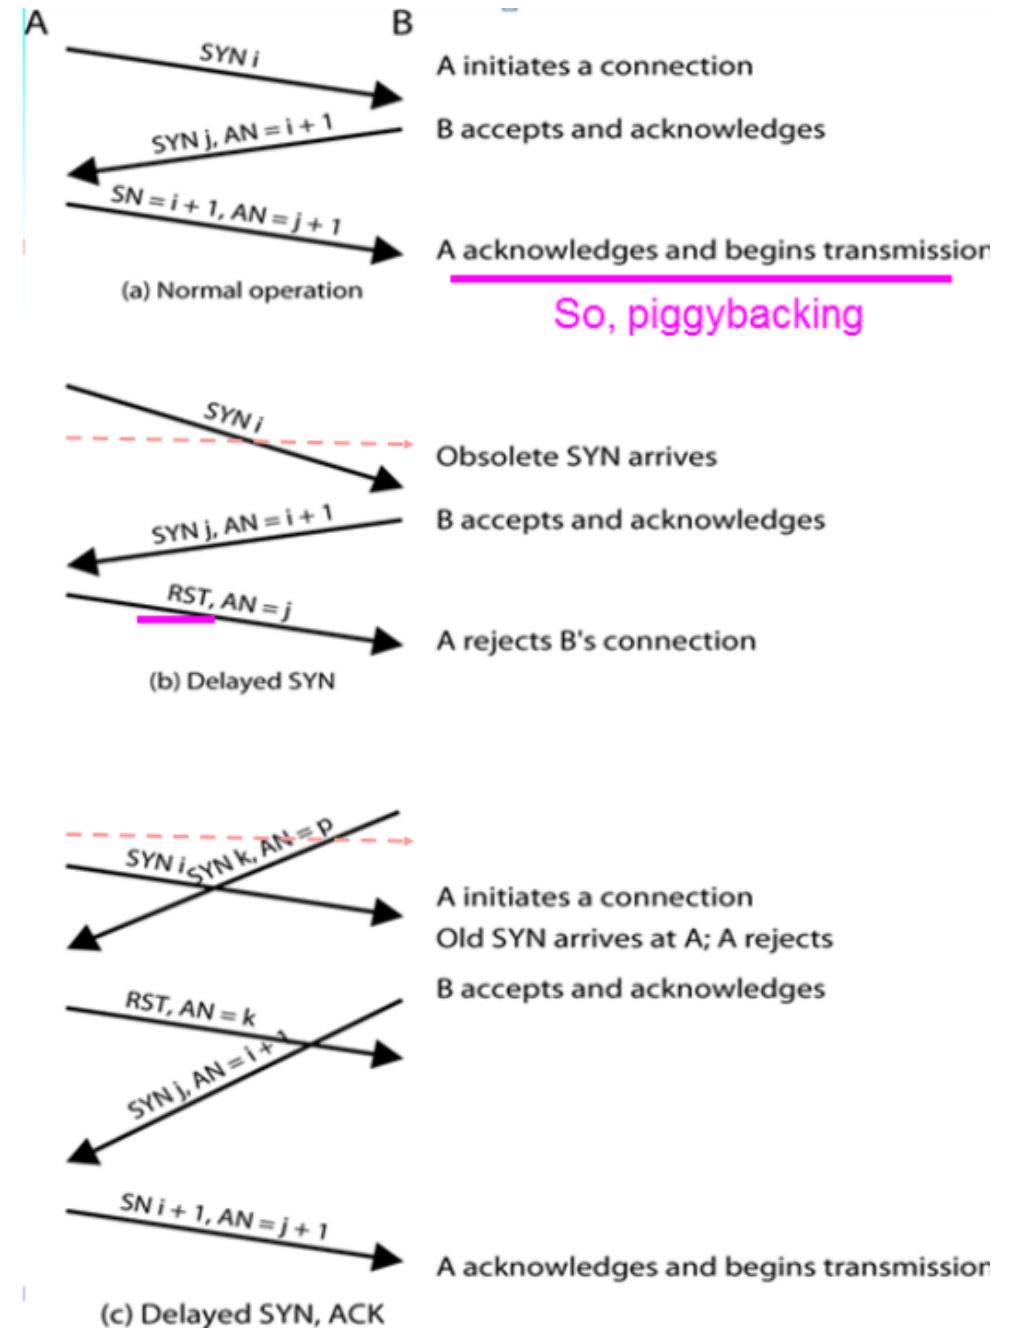 A
B
SYN i
A initiates a connection
SYN j, AN = i + 1
B accepts and acknowledges
SN = i + 1, AN = j + 1
A acknowledges and begins transmission
(a) Normal operation
So, piggybacking
SYN i
Obsolete SYN arrives
SYN j, AN = i + 1
B accepts and acknowledges
RST, AN = j
A rejects B's connection
(b) Delayed SYN
SYN k, AN = p
SYN i
A initiates a connection
Old SYN arrives at A; A rejects
B accepts and acknowledges
RST, AN = k
SYN j, AN = i + 1
SN i + 1, AN = j + 1
A acknowledges and begins transmission
(c) Delayed SYN, ACK